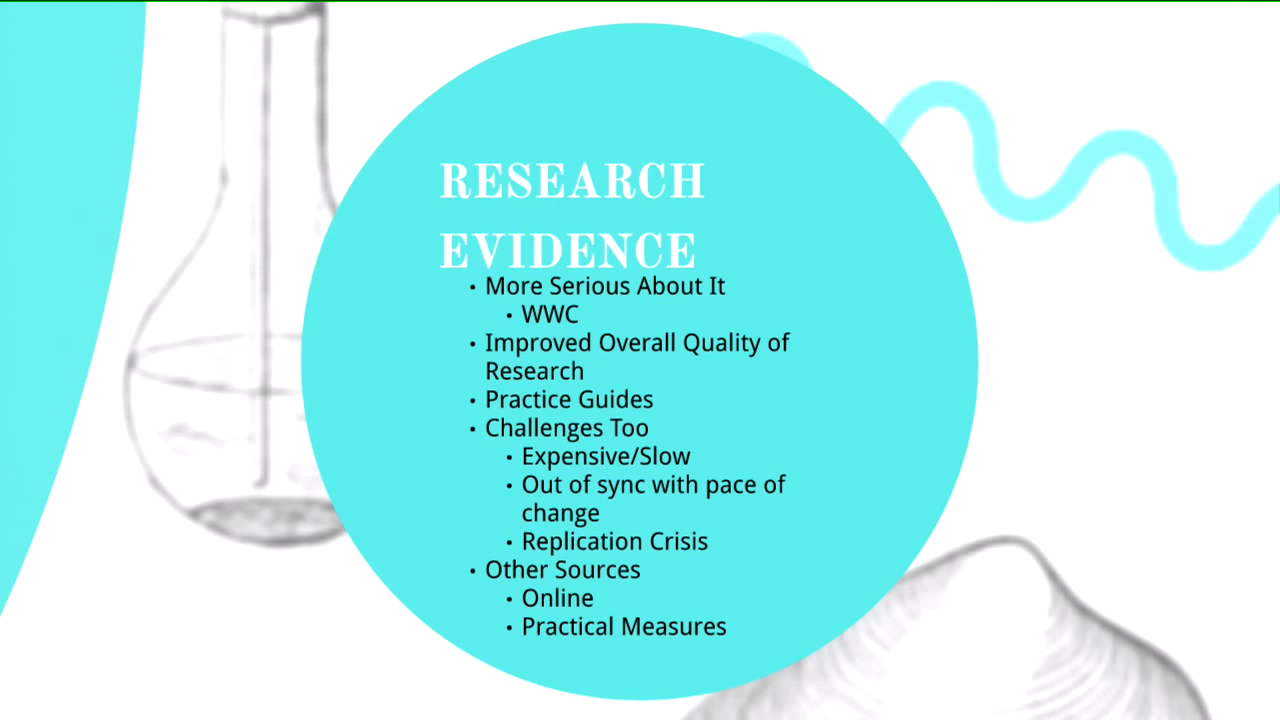 RESEARCH
EVIDENCE
• More Serious About It
• WWC
• Improved Overall Quality of
Research
• Practice Guides
• Challenges Too
• Expensive/Slow
• Out of sync with pace of
change
• Replication Crisis
• Other Sources
• Online
• Practical Measures